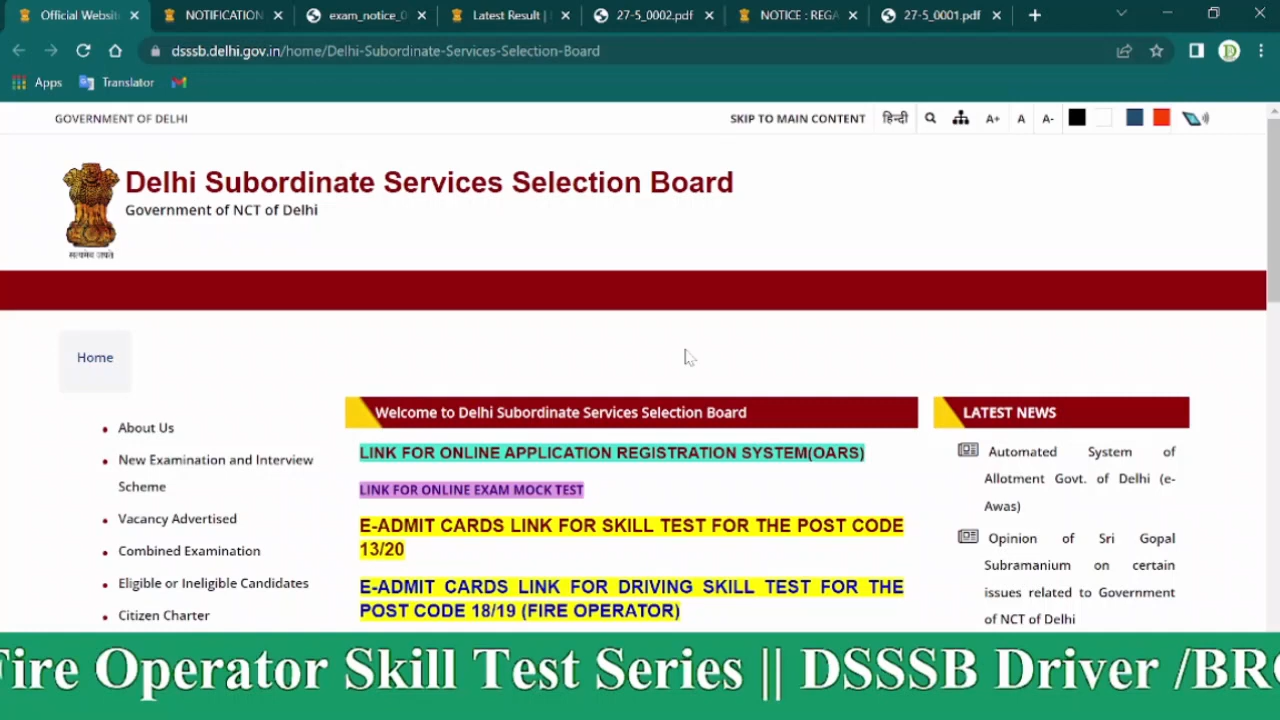 Official Websit
NOTIFICATION
exam_notice_0
Latest Result |
27-5_0002.pdf
NOTICE : REGA
27-5_0001.pdf
dsssb.delhi.gov.in/home/Delhi-Subordinate-Services-Selection-Board
Apps
Translator
GOVERNMENT OF DELHI
SKIP TO MAIN CONTENT
हिन्दी
A+
A
A-
Delhi Subordinate Services Selection Board
Government of NCT of Delhi
सत्यमेव जयते
Home
About Us
New Examination and Interview
Scheme
Vacancy Advertised
Combined Examination
Eligible or Ineligible Candidates
Citizen Charter
Welcome to Delhi Subordinate Services Selection Board
LINK FOR ONLINE APPLICATION REGISTRATION SYSTEM(OARS)
LINK FOR ONLINE EXAM MOCK TEST
E-ADMIT CARDS LINK FOR SKILL TEST FOR THE POST CODE
13/20
E-ADMIT CARDS LINK FOR DRIVING SKILL TEST FOR THE
POST CODE 18/19 (FIRE OPERATOR)
LATEST NEWS
Automated System of
Allotment Govt. of Delhi (e-
Awas)
Opinion of Sri Gopal
Subramanium on certain
issues related to Government
of NCT of Delhi
Fire Operator Skill Test Series || DSSSB Driver /BRC